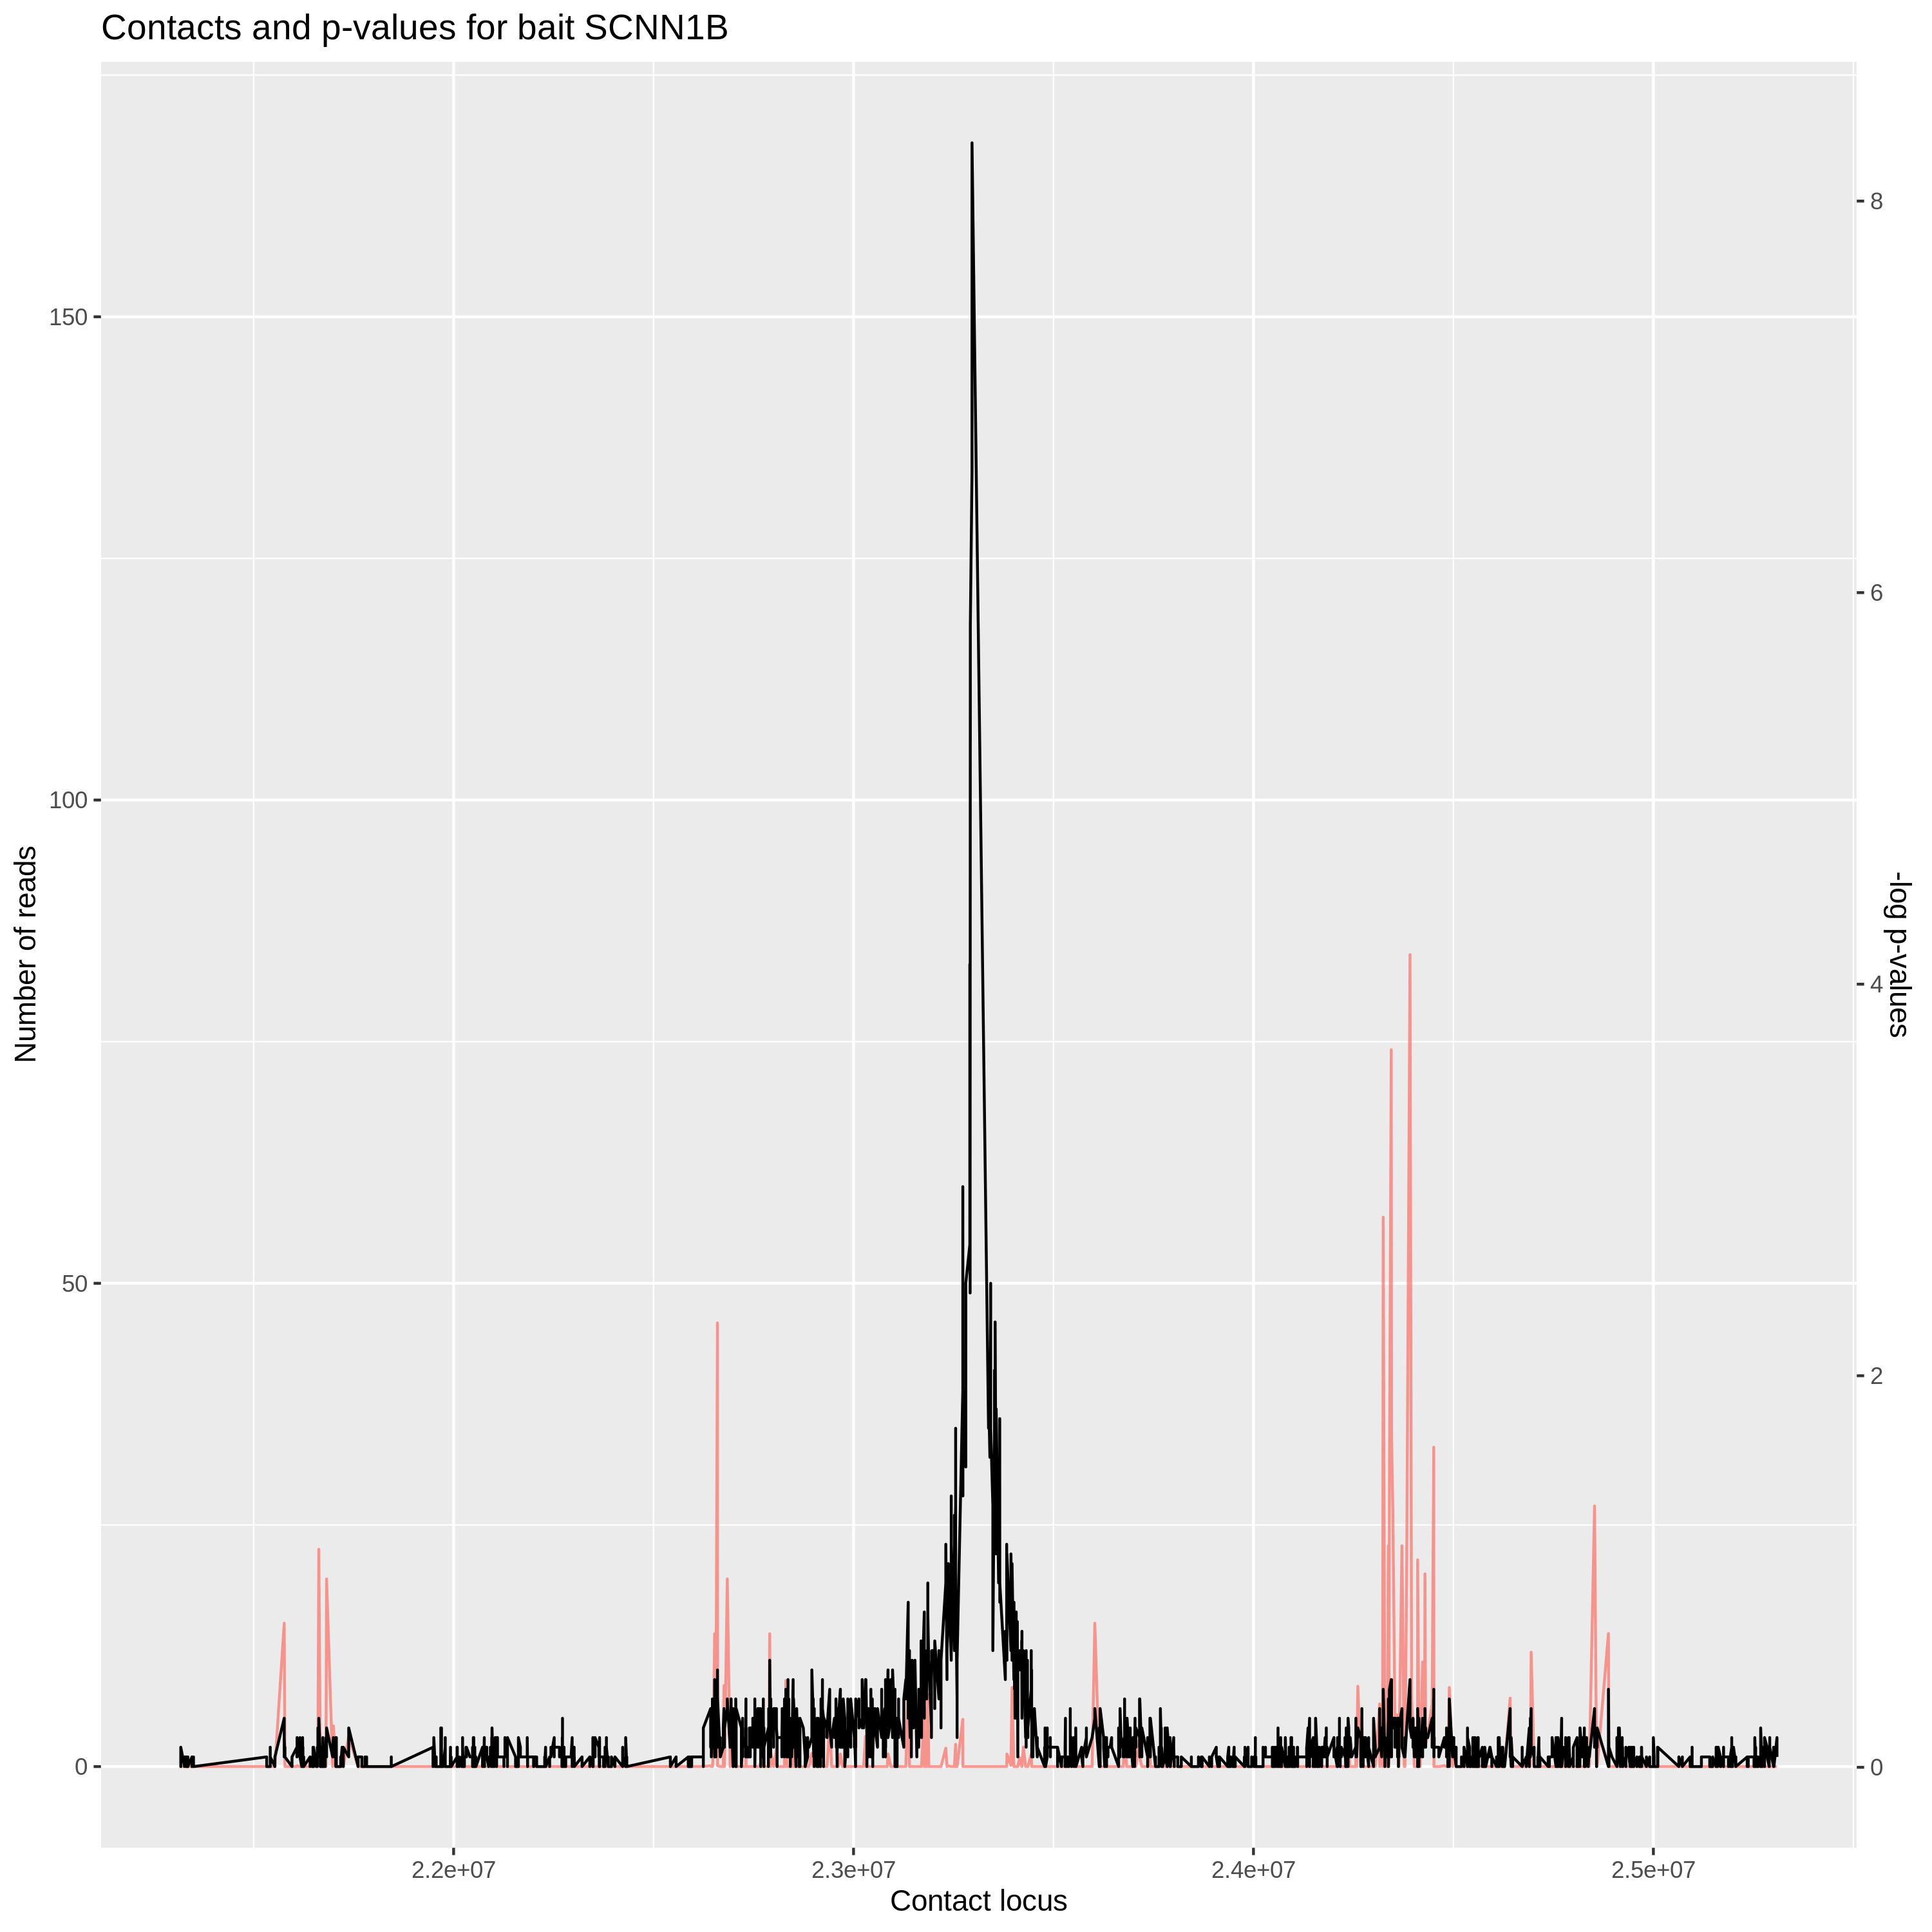 Contacts and p-values for bait SCNN1B
150
100
50
0
Number of reads
8
6
4
2
0
-log p-values
2.2e+07
2.3e+07
2.4e+07
2.5e+07
Contact locus